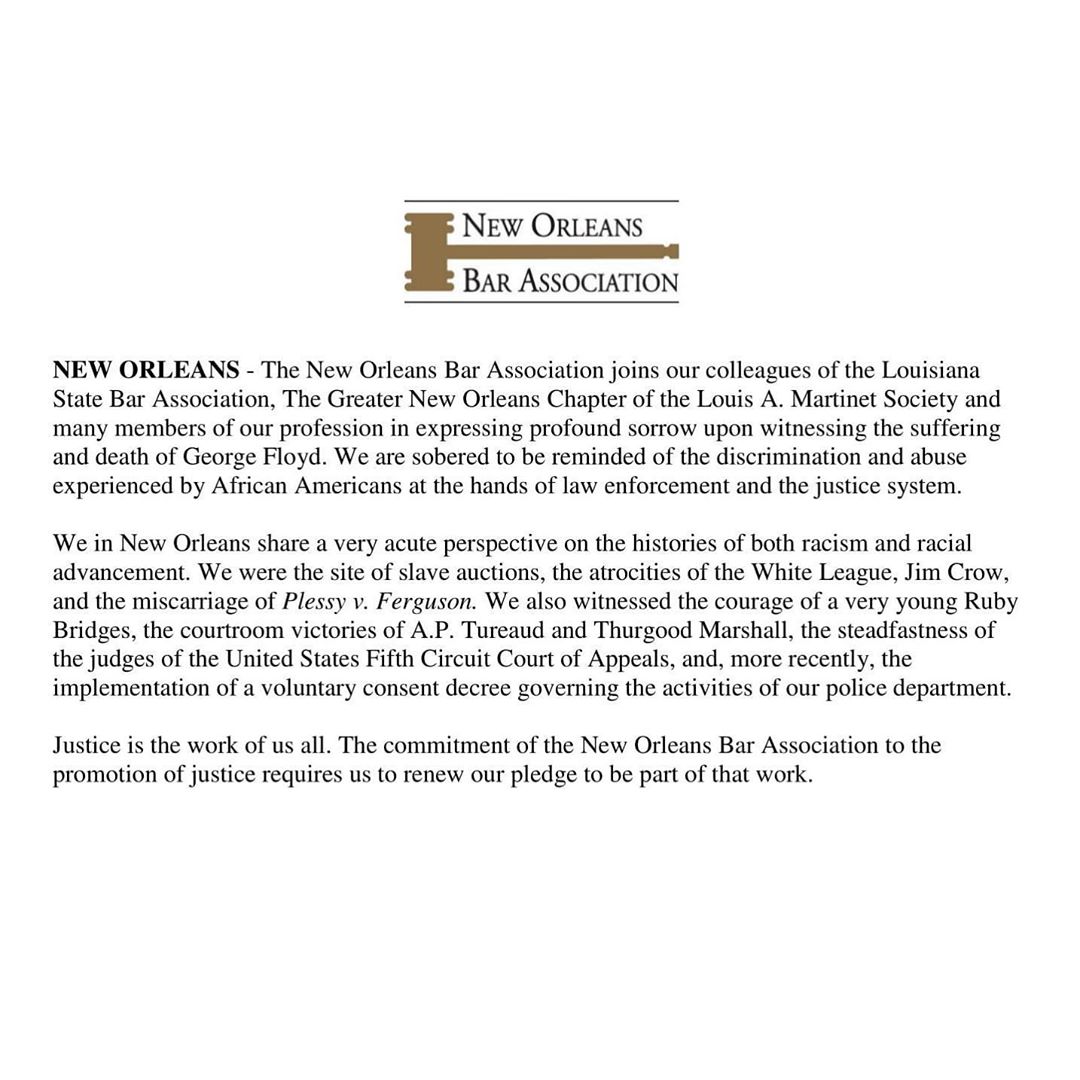 NEW ORLEANS
BAR ASSOCIATION
NEW ORLEANS - The New Orleans Bar Association joins our colleagues of the Louisiana
State Bar Association, The Greater New Orleans Chapter of the Louis A. Martinet Society and
many members of our profession in expressing profound sorrow upon witnessing the suffering
and death of George Floyd. We are sobered to be reminded of the discrimination and abuse
experienced by African Americans at the hands of law enforcement and the justice system.
We in New Orleans share a very acute perspective on the histories of both racism and racial
advancement. We were the site of slave auctions, the atrocities of the White League, Jim Crow,
and the miscarriage of Plessy v. Ferguson. We also witnessed the courage of a very young Ruby
Bridges, the courtroom victories of A.P. Tureaud and Thurgood Marshall, the steadfastness of
the judges of the United States Fifth Circuit Court of Appeals, and, more recently, the
implementation of a voluntary consent decree governing the activities of our police department.
Justice is the work of us all. The commitment of the New Orleans Bar Association to the
promotion of justice requires us to renew our pledge to be part of that work.